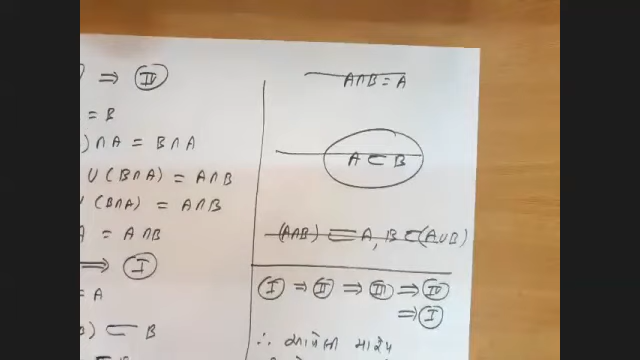 ⇒ IV
= B
) ∩ A = B ∩ A
∪ (B∩A) = A∩B
(B∩A) = A∩B
= A∩B
⇒ I
= A
) ⊂ B
A∩B = A
A ⊂ B
(A∩B) ⊂ A, B ⊂ (A∪B)
I ⇒ II ⇒ III ⇒ IV
⇒ I
∴